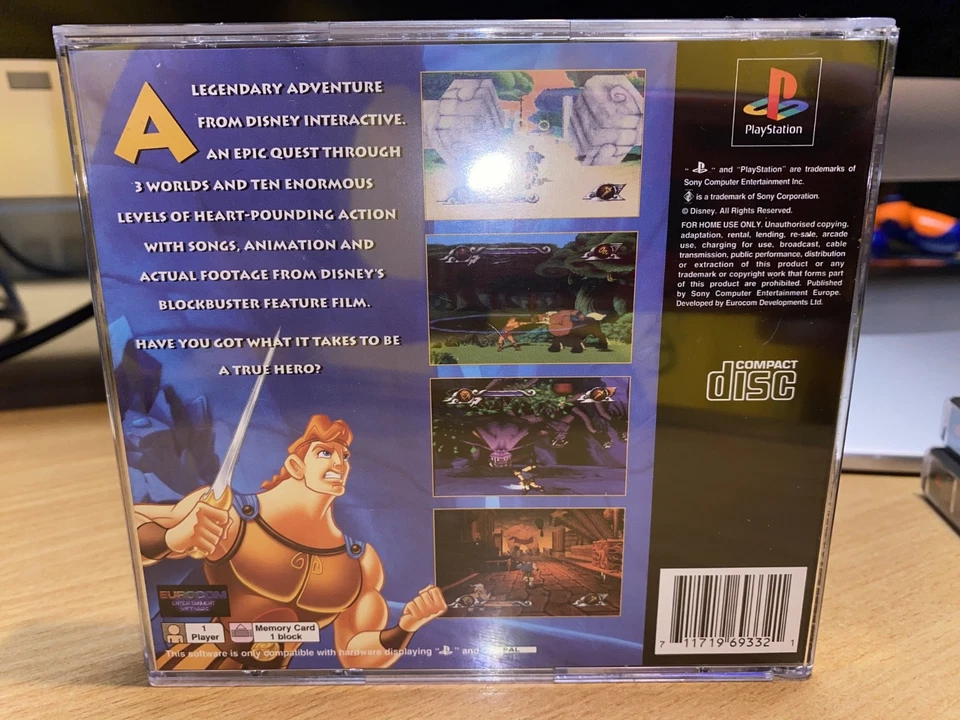 A LEGENDARY ADVENTURE
FROM DISNEY INTERACTIVE.
AN EPIC QUEST THROUGH
3 WORLDS AND TEN ENORMOUS
LEVELS OF HEART-POUNDING ACTION
WITH SONGS, ANIMATION AND
ACTUAL FOOTAGE FROM DISNEY'S
BLOCKBUSTER FEATURE FILM.
HAVE YOU GOT WHAT IT TAKES TO BE
A TRUE HERO?
EUROCOM
ENTERTAINMENT
SOFTWARE
1
Player
Memory Card
1 block
This software is only compatible with hardware displaying " " and PAL
PlayStation
" " and "PlayStation" are trademarks of
Sony Computer Entertainment Inc.
is a trademark of Sony Corporation.
© Disney. All Rights Reserved.
FOR HOME USE ONLY. Unauthorised copying,
adaptation, rental, lending, re-sale, arcade
use, charging for use, broadcast, cable
transmission, public performance, distribution
or extraction of this product or any
trademark or copyright work that forms part
of this product are prohibited. Published
by Sony Computer Entertainment Europe.
Developed by Eurocom Developments Ltd.
COMPACT
disc
7 11719 69332 1